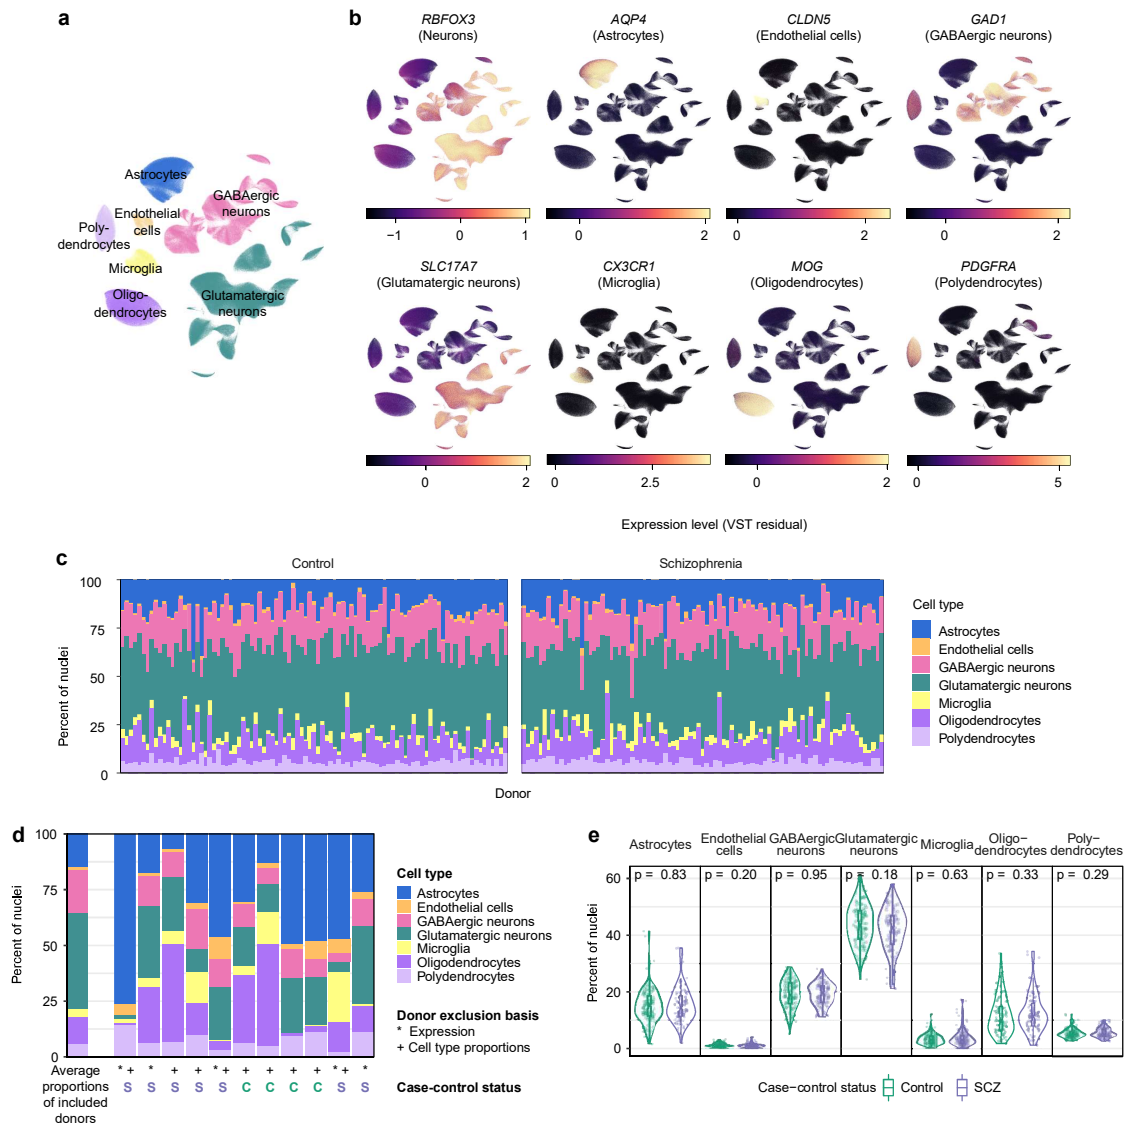 a
Astrocytes
GABAergic
neurons
Endothelial
cells
Poly-
dendrocytes
Microglia
Oligo-
dendrocytes
Glutamatergic
neurons
b
RBFOX3
(Neurons)
−1 0 1
AQP4
(Astrocytes)
0 2
CLDN5
(Endothelial cells)
0 2
GAD1
(GABAergic neurons)
0 2
SLC17A7
(Glutamatergic neurons)
0 2
CX3CR1
(Microglia)
0 2.5
MOG
(Oligodendrocytes)
0 2
PDGFRA
(Polydendrocytes)
0 5
Expression level (VST residual)
c
Control
Schizophrenia
Percent of nuclei
100
75
50
25
0
Donor
Cell type
Astrocytes
Endothelial cells
GABAergic neurons
Glutamatergic neurons
Microglia
Oligodendrocytes
Polydendrocytes
d
Percent of nuclei
100
75
50
25
0
Average
proportions
of included
donors
* + * + + * + + + + + * + *
S S S S S C C C C S S
Cell type
Astrocytes
Endothelial cells
GABAergic neurons
Glutamatergic neurons
Microglia
Oligodendrocytes
Polydendrocytes
Donor exclusion basis
* Expression
+ Cell type proportions
Case-control status
e
Astrocytes
Endothelial
cells
GABAergic
neurons
Glutamatergic
neurons
Microglia
Oligo−
dendrocytes
Poly−
dendrocytes
p = 0.83
p = 0.20
p = 0.95
p = 0.18
p = 0.63
p = 0.33
p = 0.29
Percent of nuclei
60
40
20
0
Case−control status Control SCZ